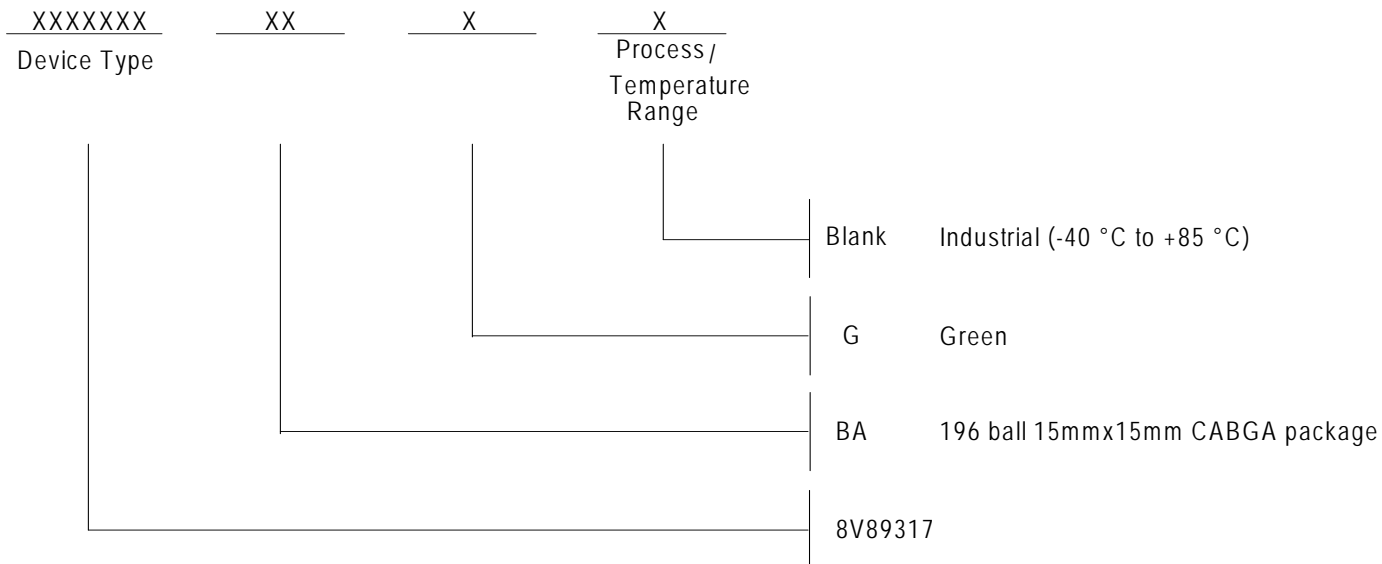 XXXXXXX XX X X
Device Type
Process/
Temperature
Range
Blank Industrial (-40 °C to +85 °C)
G Green
BA 196 ball 15mmx15mm CABGA package
8V89317